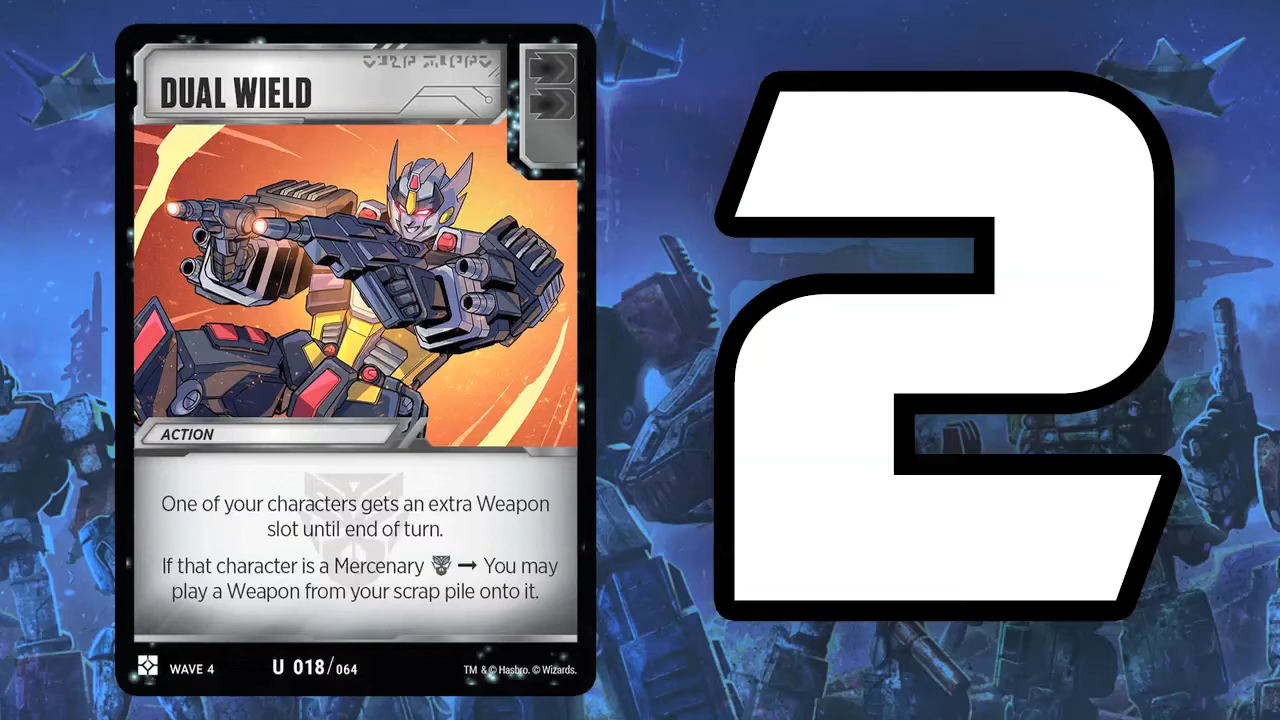 DUAL WIELD
ACTION
One of your characters gets an extra Weapon
slot until end of turn.
If that character is a Mercenary → You may
play a Weapon from your scrap pile onto it.
WAVE 4
U 018/064
TM & © Hasbro. © Wizards.
2